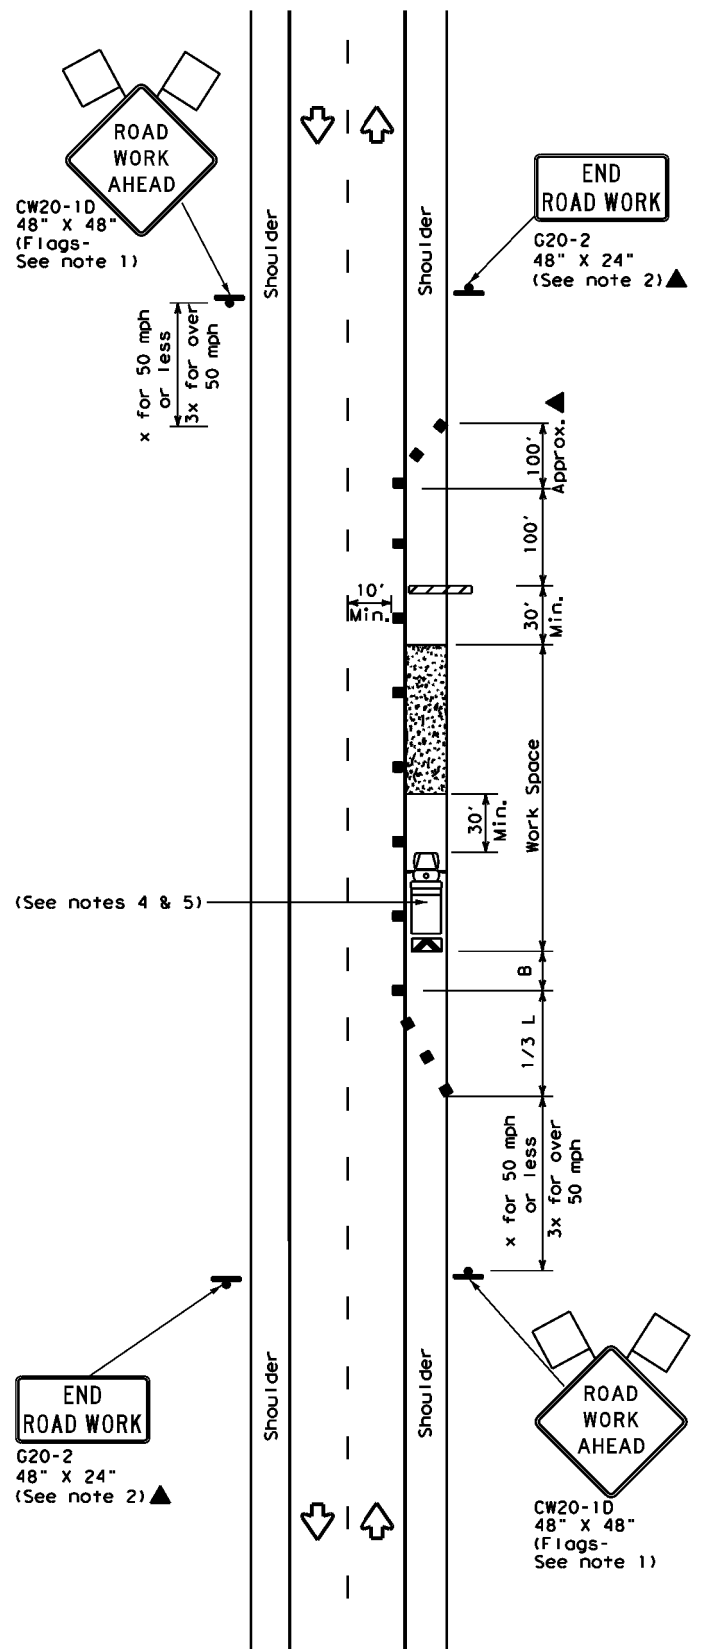 ROAD
WORK
AHEAD
CW20-1D
48" X 48"
(Flags-
See note 1)
END
ROAD WORK
G20-2
48" X 24"
(See note 2)
Shoulder
Shoulder
x for 50 mph
or less
3x for over
50 mph
100'
Approx.
100'
10'
Min.
30'
Min.
Work Space
30'
Min.
(See notes 4 & 5)
B
1/3 L
x for 50 mph
or less
3x for over
50 mph
Shoulder
Shoulder
END
ROAD WORK
G20-2
48" X 24"
(See note 2)
ROAD
WORK
AHEAD
CW20-1D
48" X 48"
(Flags-
See note 1)